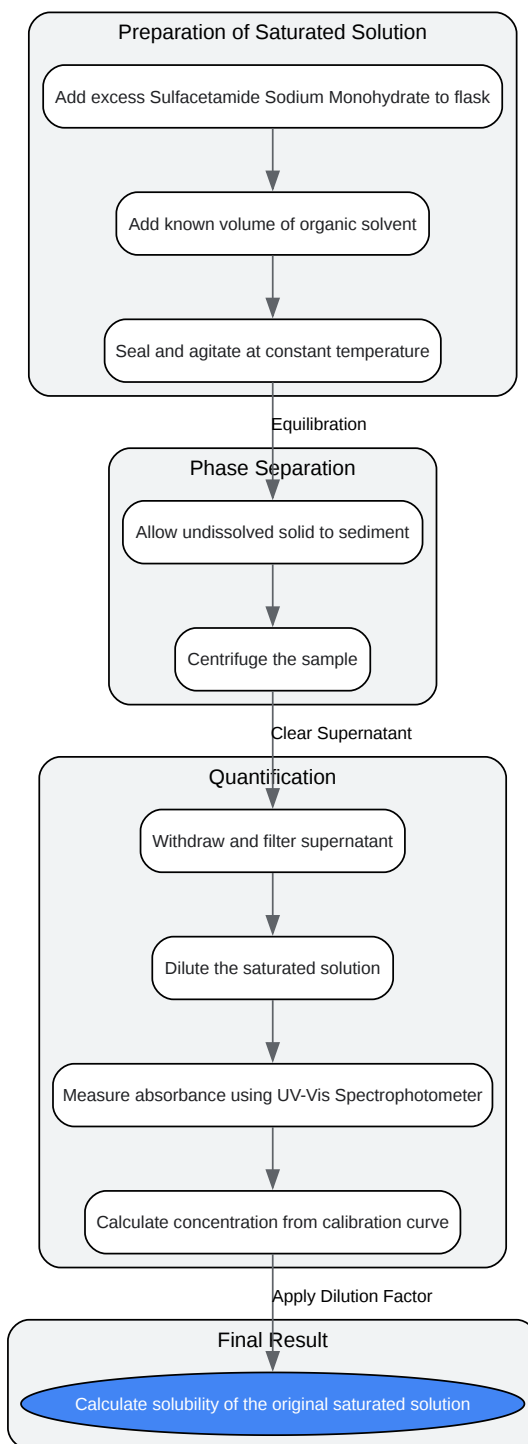 Preparation of Saturated Solution
Add excess Sulfacetamide Sodium Monohydrate to flask
Add known volume of organic solvent
Seal and agitate at constant temperature
Equilibration
Phase Separation
Allow undissolved solid to sediment
Centrifuge the sample
Clear Supernatant
Quantification
Withdraw and filter supernatant
Dilute the saturated solution
Measure absorbance using UV-Vis Spectrophotometer
Calculate concentration from calibration curve
Apply Dilution Factor
Final Result
Calculate solubility of the original saturated solution